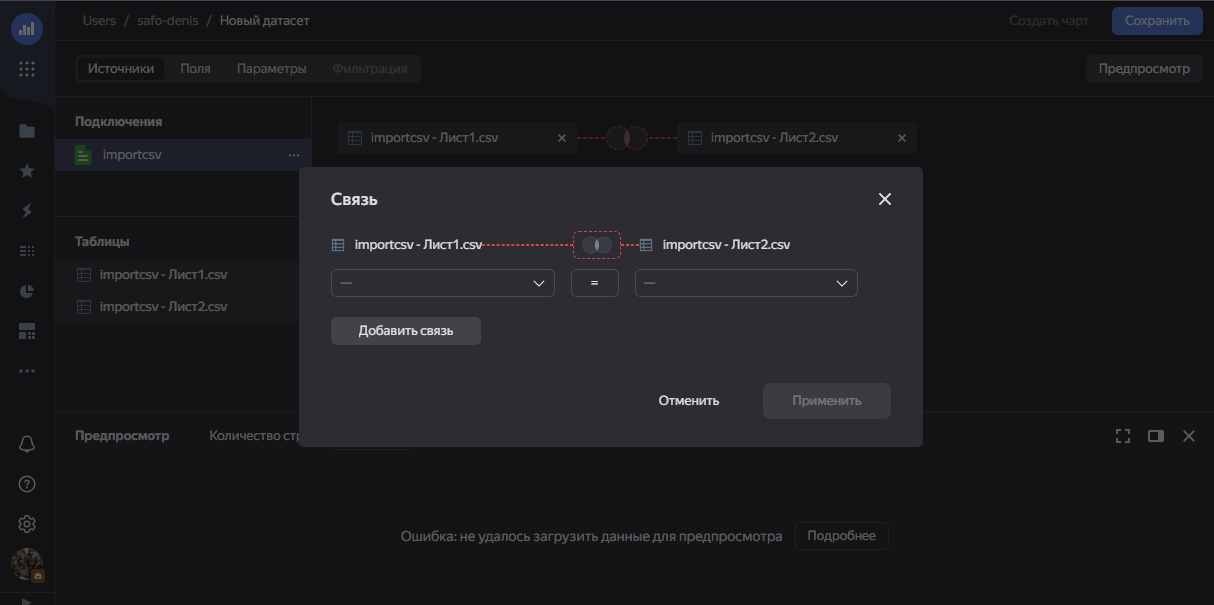 Users / safo-denis / Новый датасет
Создать чарт
Сохранить
Источники
Поля
Параметры
Фильтрация
Предпросмотр
Подключения
importcsv
importcsv - Лист1.csv
importcsv - Лист2.csv
Связь
importcsv - Лист1.csv
importcsv - Лист2.csv
—
=
—
Добавить связь
Отменить
Применить
Таблицы
importcsv - Лист1.csv
importcsv - Лист2.csv
Предпросмотр
Количество стр
Ошибка: не удалось загрузить данные для предпросмотра
Подробнее